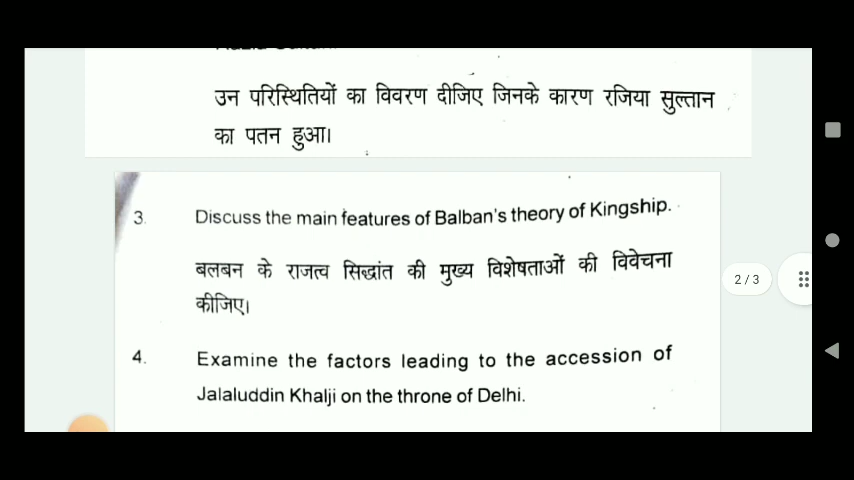 उन परिस्थितियों का विवरण दीजिए जिनके कारण रजिया सुल्तान
का पतन हुआ।
3. Discuss the main features of Balban's theory of Kingship.
बलबन के राजत्व सिद्धांत की मुख्य विशेषताओं की विवेचना
कीजिए।
2/3
4. Examine the factors leading to the accession of
Jalaluddin Khalji on the throne of Delhi.